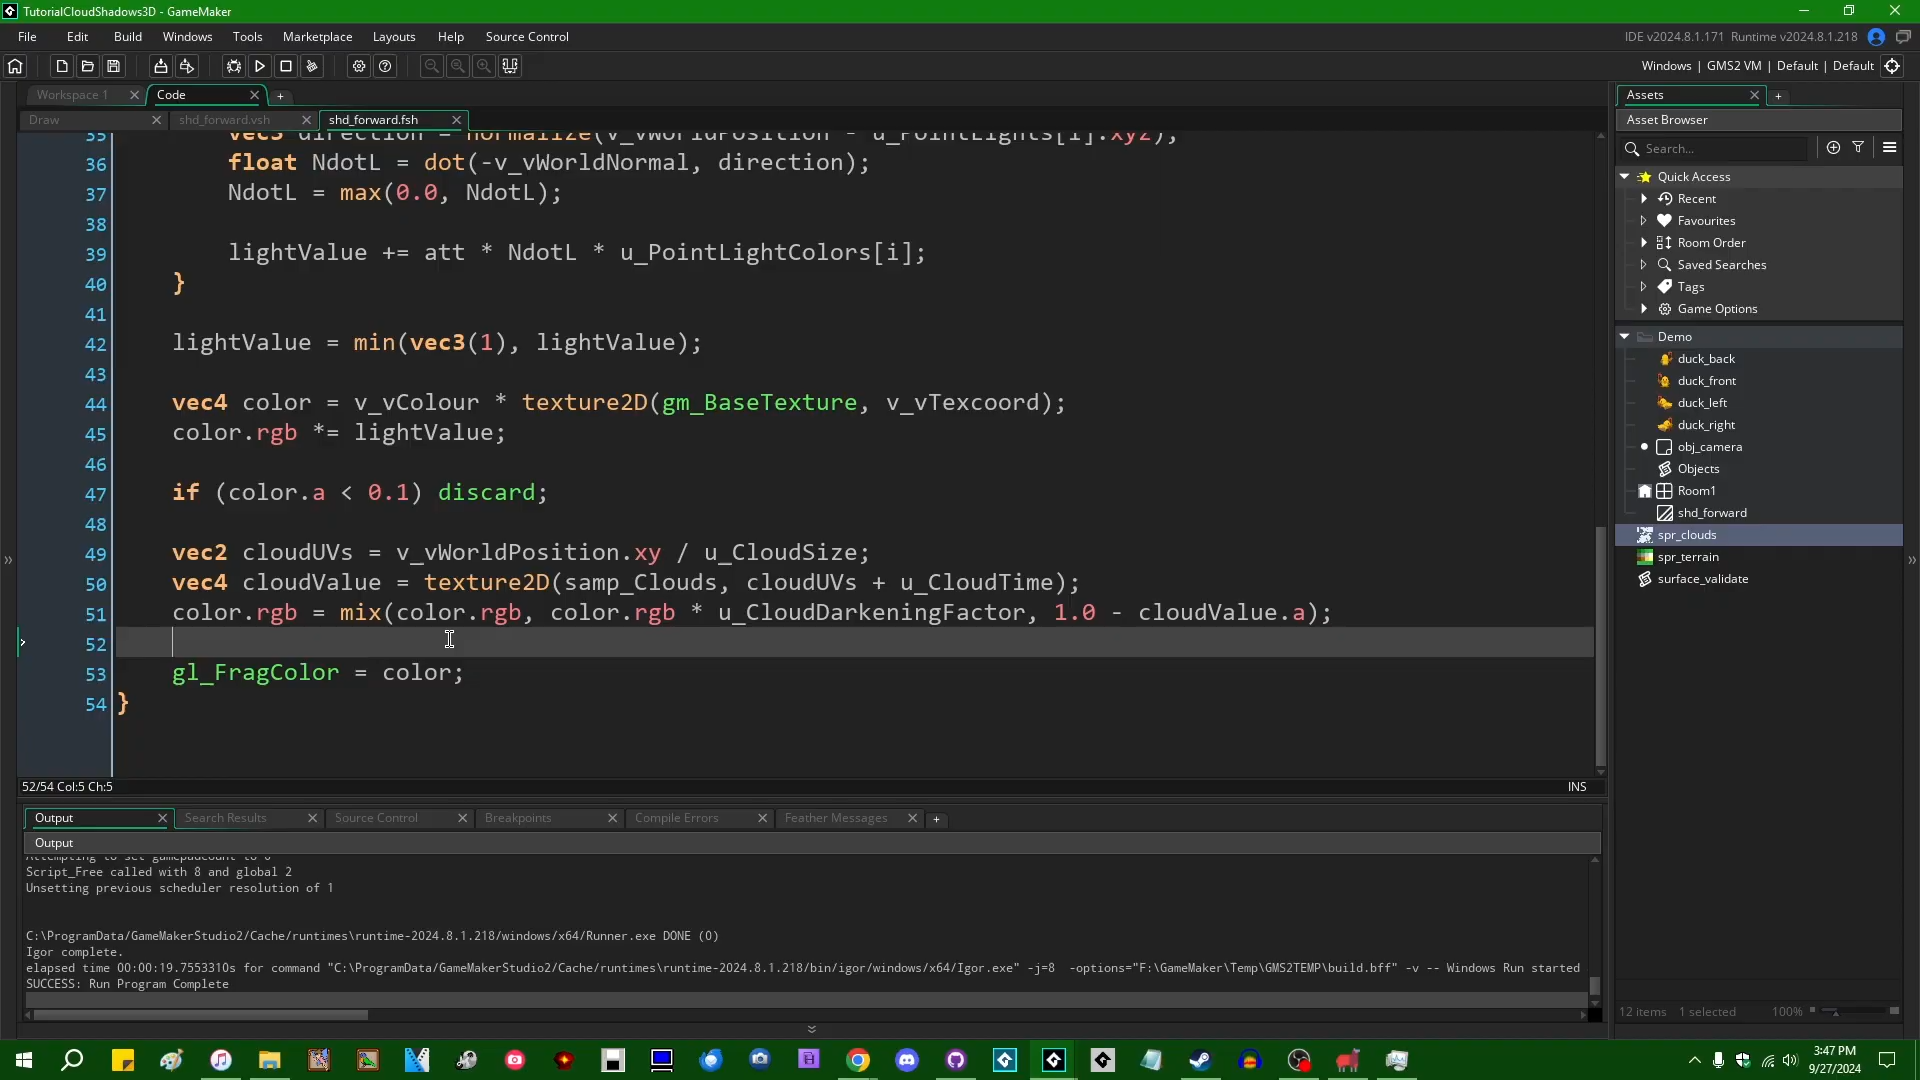 TutorialCloudShadows3D - GameMaker
File Edit Build Windows Tools Marketplace Layouts Help Source Control
IDE v2024.8.1.171 Runtime v2024.8.1.218
Windows | GMS2 VM | Default | Default
Workspace 1
Code
Draw
shd_forward.vsh
shd_forward.fsh
35 vec3 direction = normalize(v_vWorldPosition - u_PointLights[i].xyz);
36 float NdotL = dot(-v_vWorldNormal, direction);
37 NdotL = max(0.0, NdotL);
38
39 lightValue += att * NdotL * u_PointLightColors[i];
40 }
41
42 lightValue = min(vec3(1), lightValue);
43
44 vec4 color = v_vColour * texture2D(gm_BaseTexture, v_vTexcoord);
45 color.rgb *= lightValue;
46
47 if (color.a < 0.1) discard;
48
49 vec2 cloudUVs = v_vWorldPosition.xy / u_CloudSize;
50 vec4 cloudValue = texture2D(samp_Clouds, cloudUVs + u_CloudTime);
51 color.rgb = mix(color.rgb, color.rgb * u_CloudDarkeningFactor, 1.0 - cloudValue.a);
52
53 gl_FragColor = color;
54 }
52/54 Col:5 Ch:5
INS
Output
Search Results
Source Control
Breakpoints
Compile Errors
Feather Messages
Output
Attempting to set gamepadcount to 0
Script_Free called with 8 and global 2
Unsetting previous scheduler resolution of 1
C:\ProgramData/GameMakerStudio2/Cache/runtimes\runtime-2024.8.1.218/windows/x64/Runner.exe DONE (0)
Igor complete.
elapsed time 00:00:19.7553310s for command "C:\ProgramData/GameMakerStudio2/Cache/runtimes\runtime-2024.8.1.218/bin/igor/windows/x64/Igor.exe" -j=8 -options="F:\GameMaker\Temp\GMS2TEMP\build.bff" -v -- Windows Run started
SUCCESS: Run Program Complete
Assets
Asset Browser
Search...
Quick Access
Recent
Favourites
Room Order
Saved Searches
Tags
Game Options
Demo
duck_back
duck_front
duck_left
duck_right
obj_camera
Objects
Room1
shd_forward
spr_clouds
spr_terrain
surface_validate
12 items 1 selected 100%
3:47 PM
9/27/2024